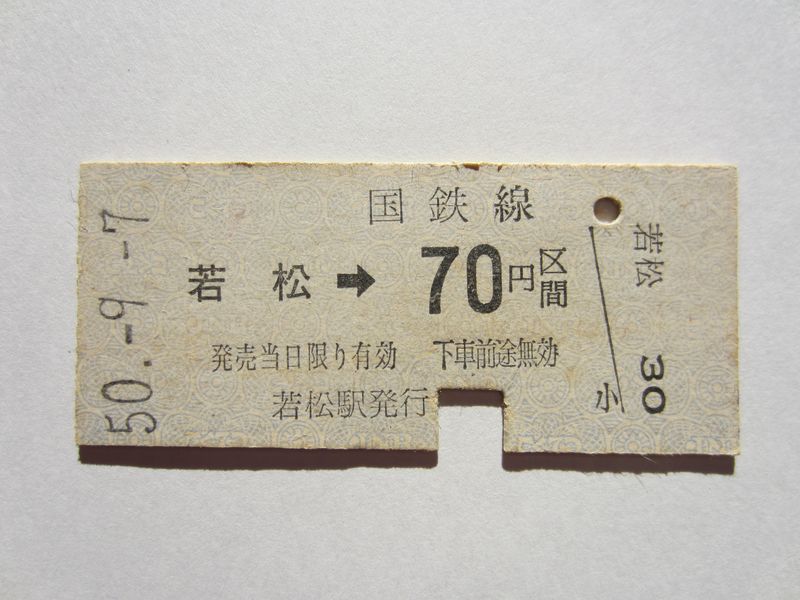 国鉄線
若松→70円区間
発売当日限り有効 下車前途無効
若松駅発行
50.-9.-7
若松
小
30